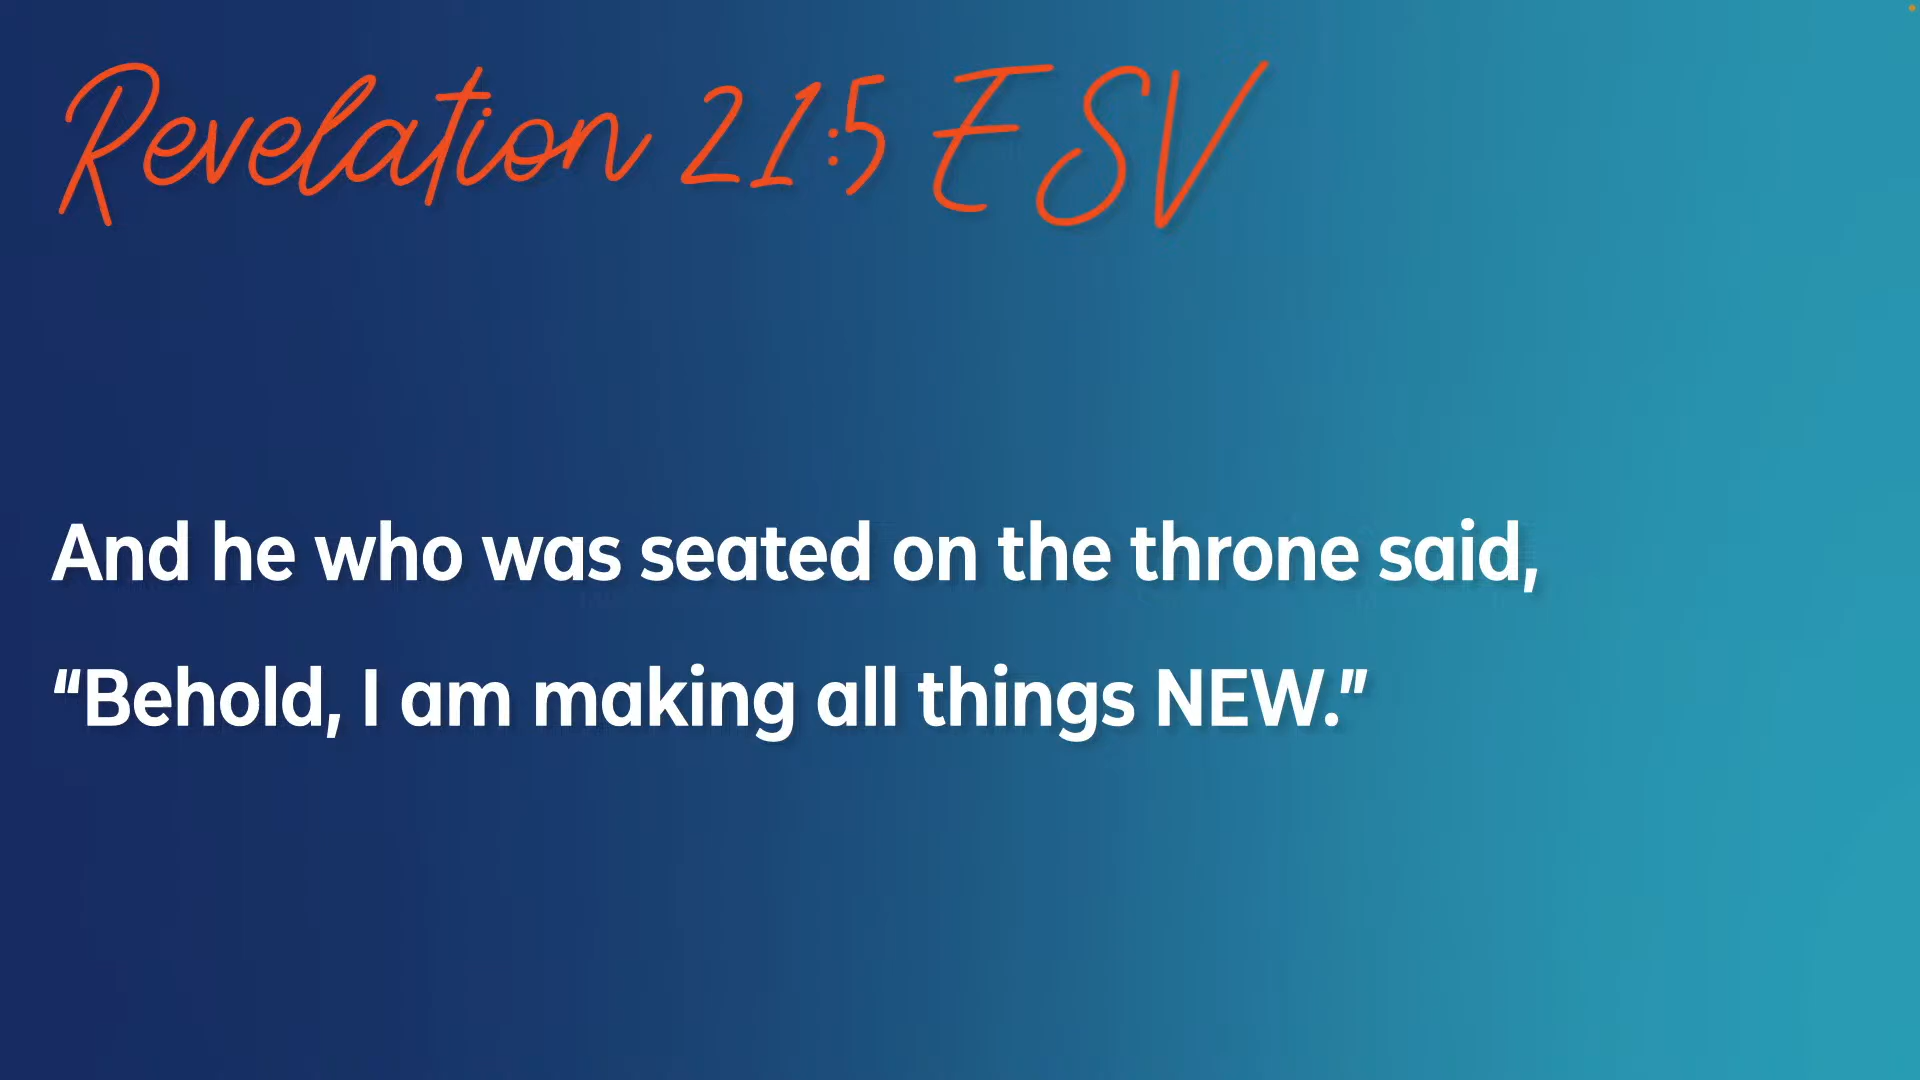 Revelation 21:5 ESV
And he who was seated on the throne said,
“Behold, I am making all things NEW.”